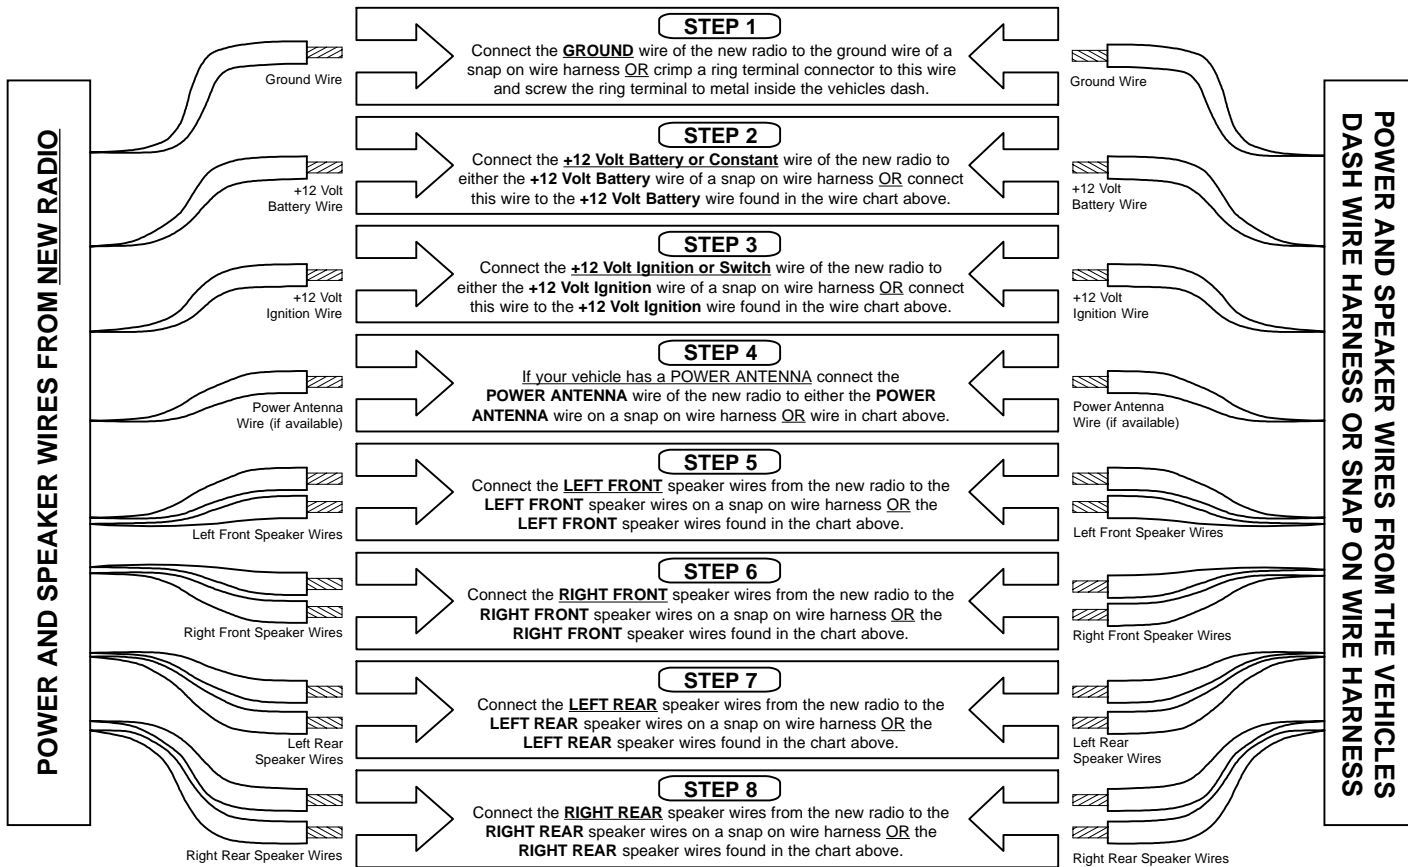 POWER AND SPEAKER WIRES FROM NEW RADIO
STEP 1
Connect the GROUND wire of the new radio to the ground wire of a
snap on wire harness OR crimp a ring terminal connector to this wire
and screw the ring terminal to metal inside the vehicles dash.
Ground Wire
Ground Wire
STEP 2
Connect the +12 Volt Battery or Constant wire of the new radio to
either the +12 Volt Battery wire of a snap on wire harness OR connect
this wire to the +12 Volt Battery wire found in the wire chart above.
+12 Volt
Battery Wire
+12 Volt
Battery Wire
STEP 3
Connect the +12 Volt Ignition or Switch wire of the new radio to
either the +12 Volt Ignition wire of a snap on wire harness OR connect
this wire to the +12 Volt Ignition wire found in the wire chart above.
+12 Volt
Ignition Wire
+12 Volt
Ignition Wire
STEP 4
If your vehicle has a POWER ANTENNA connect the
POWER ANTENNA wire of the new radio to either the POWER
ANTENNA wire on a snap on wire harness OR wire in chart above.
Power Antenna
Wire (if available)
Power Antenna
Wire (if available)
STEP 5
Connect the LEFT FRONT speaker wires from the new radio to the
LEFT FRONT speaker wires on a snap on wire harness OR the
LEFT FRONT speaker wires found in the chart above.
Left Front Speaker Wires
Left Front Speaker Wires
STEP 6
Connect the RIGHT FRONT speaker wires from the new radio to the
RIGHT FRONT speaker wires on a snap on wire harness OR the
RIGHT FRONT speaker wires found in the chart above.
Right Front Speaker Wires
Right Front Speaker Wires
STEP 7
Connect the LEFT REAR speaker wires from the new radio to the
LEFT REAR speaker wires on a snap on wire harness OR the
LEFT REAR speaker wires found in the chart above.
Left Rear
Speaker Wires
Left Rear
Speaker Wires
STEP 8
Connect the RIGHT REAR speaker wires from the new radio to the
RIGHT REAR speaker wires on a snap on wire harness OR the
RIGHT REAR speaker wires found in the chart above.
Right Rear Speaker Wires
Right Rear Speaker Wires
POWER AND SPEAKER WIRES FROM THE VEHICLES
DASH WIRE HARNESS OR SNAP ON WIRE HARNESS